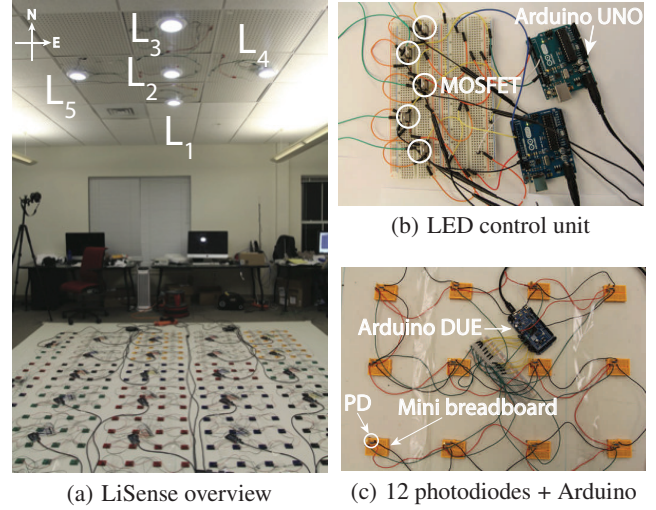 N
E
L3
L4
L5
L2
L1
(a) LiSense overview
Arduino UNO
MOSFET
(b) LED control unit
Arduino DUE
PD
Mini breadboard
(c) 12 photodiodes + Arduino